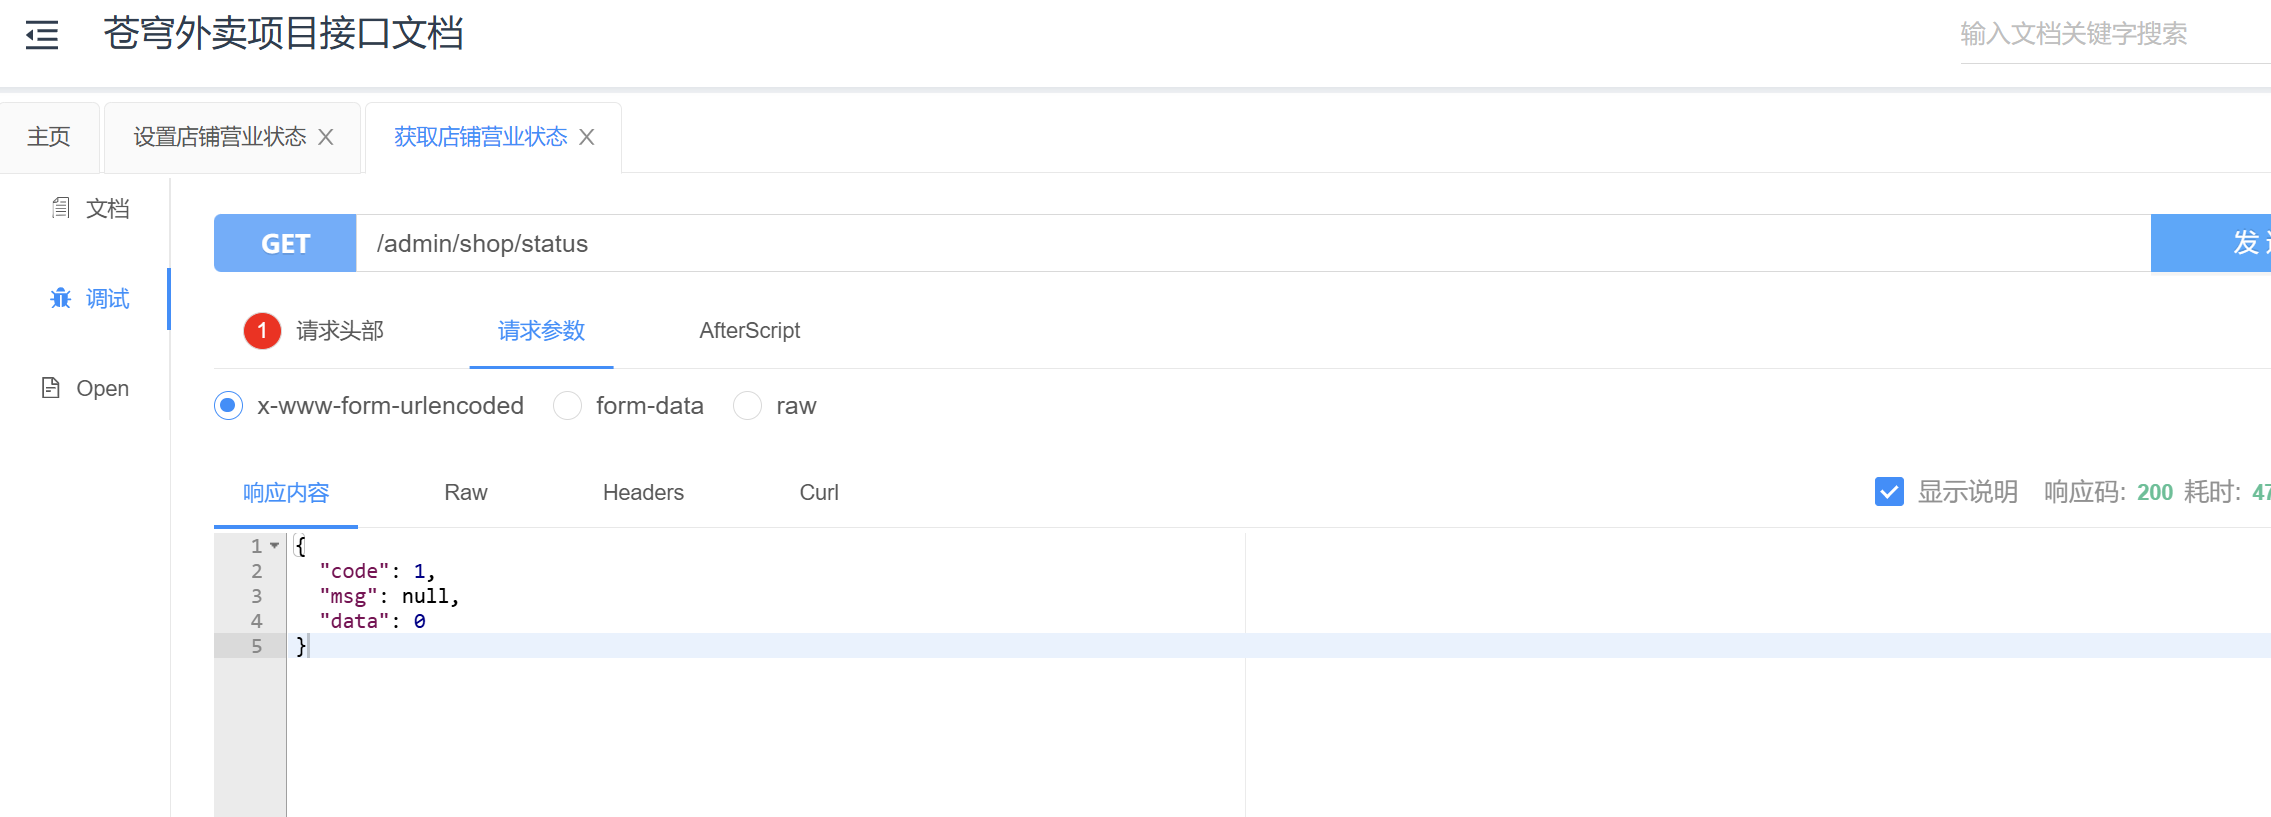 苍穹外卖项目接口文档
输入文档关键字搜索
主页
设置店铺营业状态
获取店铺营业状态
文档
调试
Open
GET
/admin/shop/status
发
1
请求头部
请求参数
AfterScript
x-www-form-urlencoded
form-data
raw
响应内容
Raw
Headers
Curl
显示说明
响应码: 200
耗时: 47
1 {
2 "code": 1,
3 "msg": null,
4 "data": 0
5 }